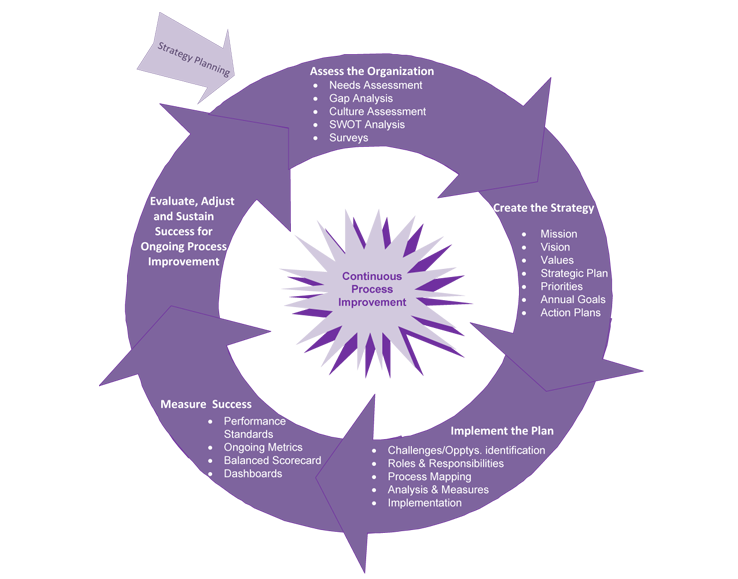 Strategy Planning
Assess the Organization
• Needs Assessment
• Gap Analysis
• Culture Assessment
• SWOT Analysis
• Surveys
Create the Strategy
• Mission
• Vision
• Values
• Strategic Plan
• Priorities
• Annual Goals
• Action Plans
Implement the Plan
• Challenges/Opptys. identification
• Roles & Responsibilities
• Process Mapping
• Analysis & Measures
• Implementation
Measure Success
• Performance
Standards
• Ongoing Metrics
• Balanced Scorecard
• Dashboards
Evaluate, Adjust
and Sustain
Success for
Ongoing Process
Improvement
Continuous
Process
Improvement